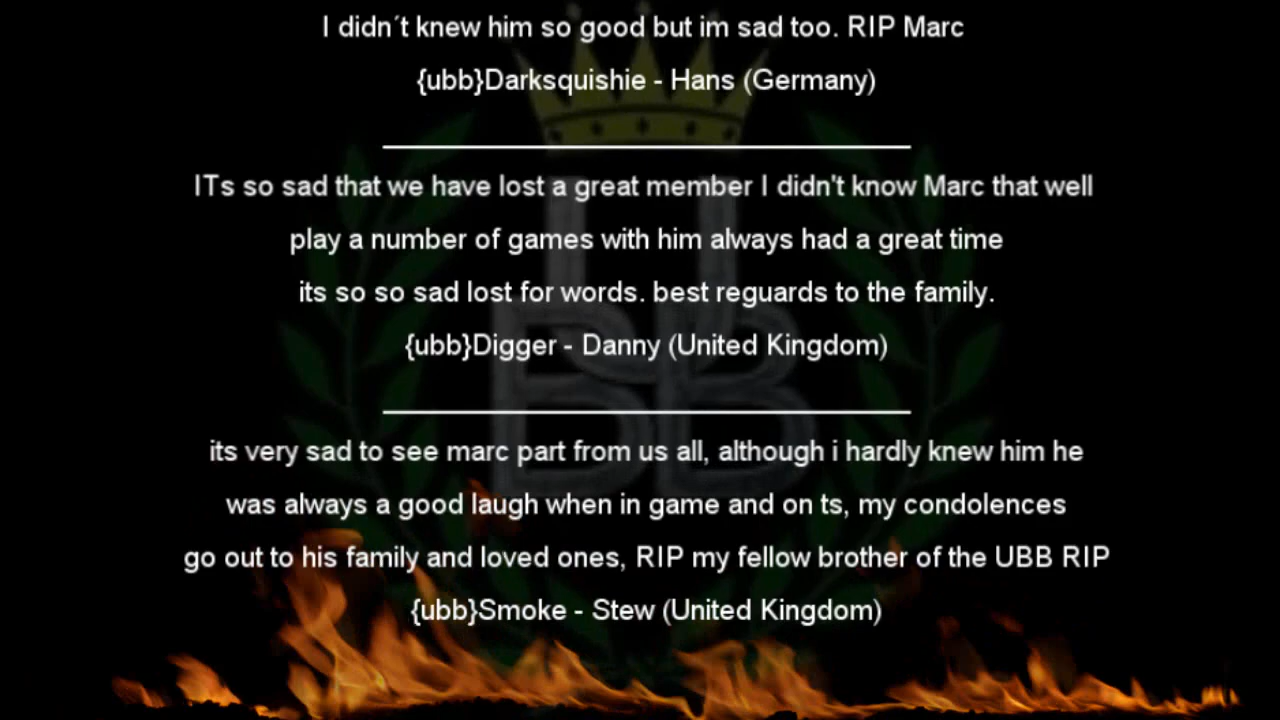 I didn´t knew him so good but im sad too. RIP Marc
{ubb}Darksquishie - Hans (Germany)
ITs so sad that we have lost a great member I didn't know Marc that well
play a number of games with him always had a great time
its so so sad lost for words. best reguards to the family.
{ubb}Digger - Danny (United Kingdom)
its very sad to see marc part from us all, although i hardly knew him he
was always a good laugh when in game and on ts, my condolences
go out to his family and loved ones, RIP my fellow brother of the UBB RIP
{ubb}Smoke - Stew (United Kingdom)
U
BB